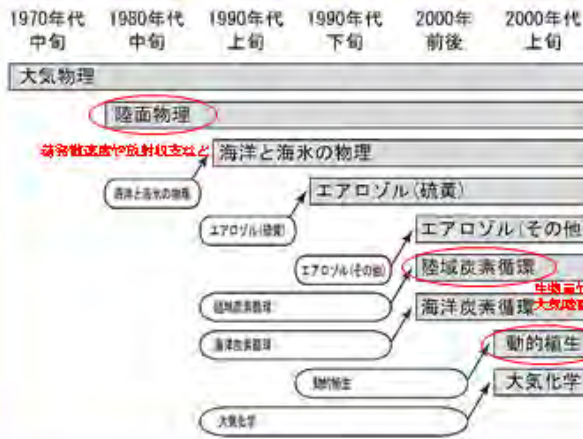 1970年代 1980年代 1990年代 1990年代 2000年 2000年代
中旬 中旬 上旬 下旬 前後 上旬
大気物理
陸面物理
海洋と海氷の物理
海洋と海氷の物理
エアロゾル(硫黄)
エアロゾル(硫黄)
エアロゾル(その他
エアロゾル(その他)
陸域炭素循環
陸域炭素循環
海洋炭素循環
海洋炭素循環
動的植生
動的植生
大気化学
大気化学